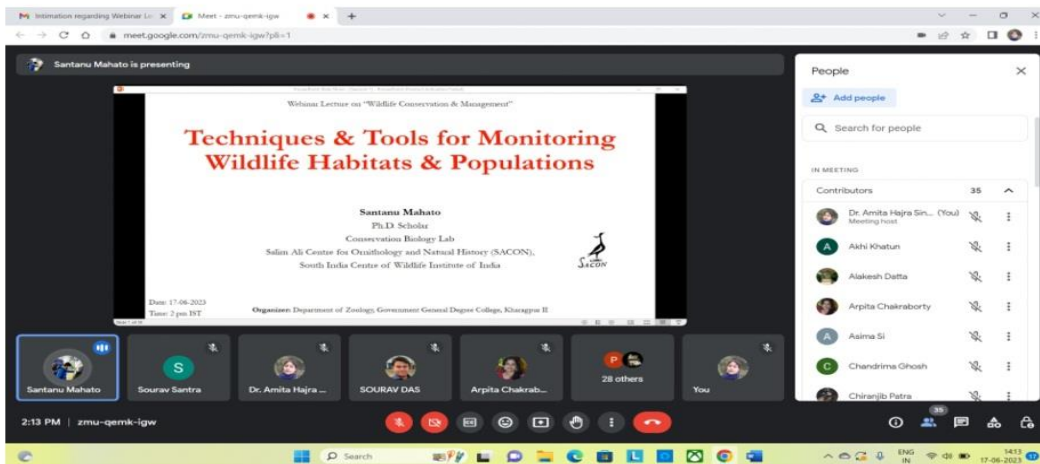 Intimation regarding Webinar Le
Meet - zmu-qemk-igw
meet.google.com/zmu-qemk-igw?pli=1
Santanu Mahato is presenting
Webinar Lecture on "Wildlife Conservation & Management"
Techniques & Tools for Monitoring
Wildlife Habitats & Populations
Santanu Mahato
Ph.D. Scholar
Conservation Biology Lab
Salim Ali Centre for Ornithology and Natural History (SACON),
South India Centre of Wildlife Institute of India
SACON
Date: 17-06-2023
Time: 2 pm IST
Organizer: Department of Zoology, Government General Degree College, Kharagpur II
People
Add people
Search for people
IN MEETING
Contributors 35
Dr. Amita Hajra Sin... (You)
Meeting host
Akhi Khatun
Alakesh Datta
Arpita Chakraborty
A
Asima Si
C
Chandrima Ghosh
Chiranjib Patra
Santanu Mahato
S
Sourav Santra
Dr. Amita Hajra ...
SOURAV DAS
Arpita Chakrab...
P
28 others
You
2:13 PM | zmu-qemk-igw
35
Search
ENG
IN
14:13
17-06-2023